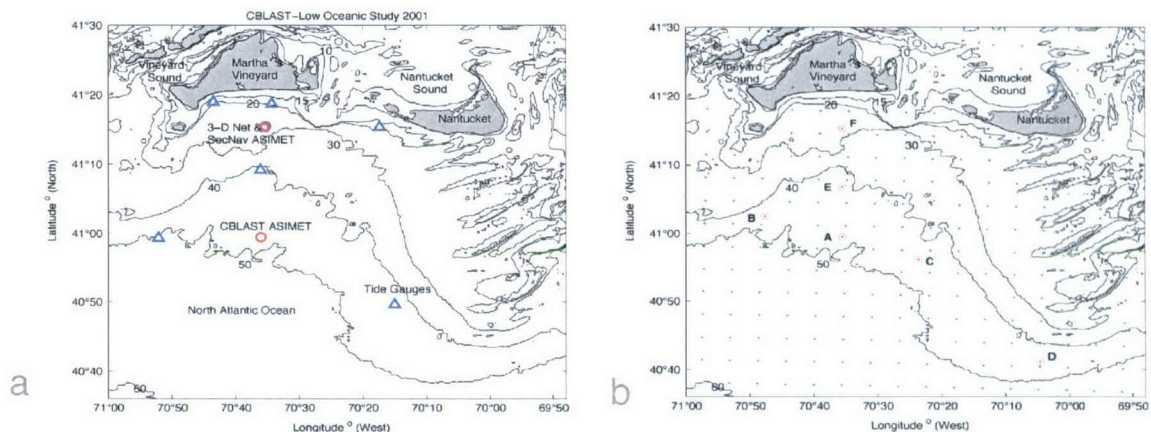 CBLAST-Low Oceanic Study 2001
41°30
41°20
41°10
41°00
40°50
40°40
Latitude ° (North)
Vineyard
Sound
Martha´s
Vineyard
10
Nantucket
Sound
20
15
Nantucket
3-D Net &
SecNav ASIMET
30
40
CBLAST ASIMET
50
Tide Gauges
North Atlantic Ocean
60
71°00
70°50
70°40
70°30
70°20
70°10
70°00
69°50
Longitude ° (West)
a
41°30
41°20
41°10
41°00
40°50
40°40
Latitude ° (North)
Vineyard
Sound
Martha´s
Vineyard
10
Nantucket
Sound
20
15
Nantucket
F
30
40
E
B
A
50
C
D
60
71°00
70°50
70°40
70°30
70°20
70°10
70°00
69°50
Longitude ° (West)
b